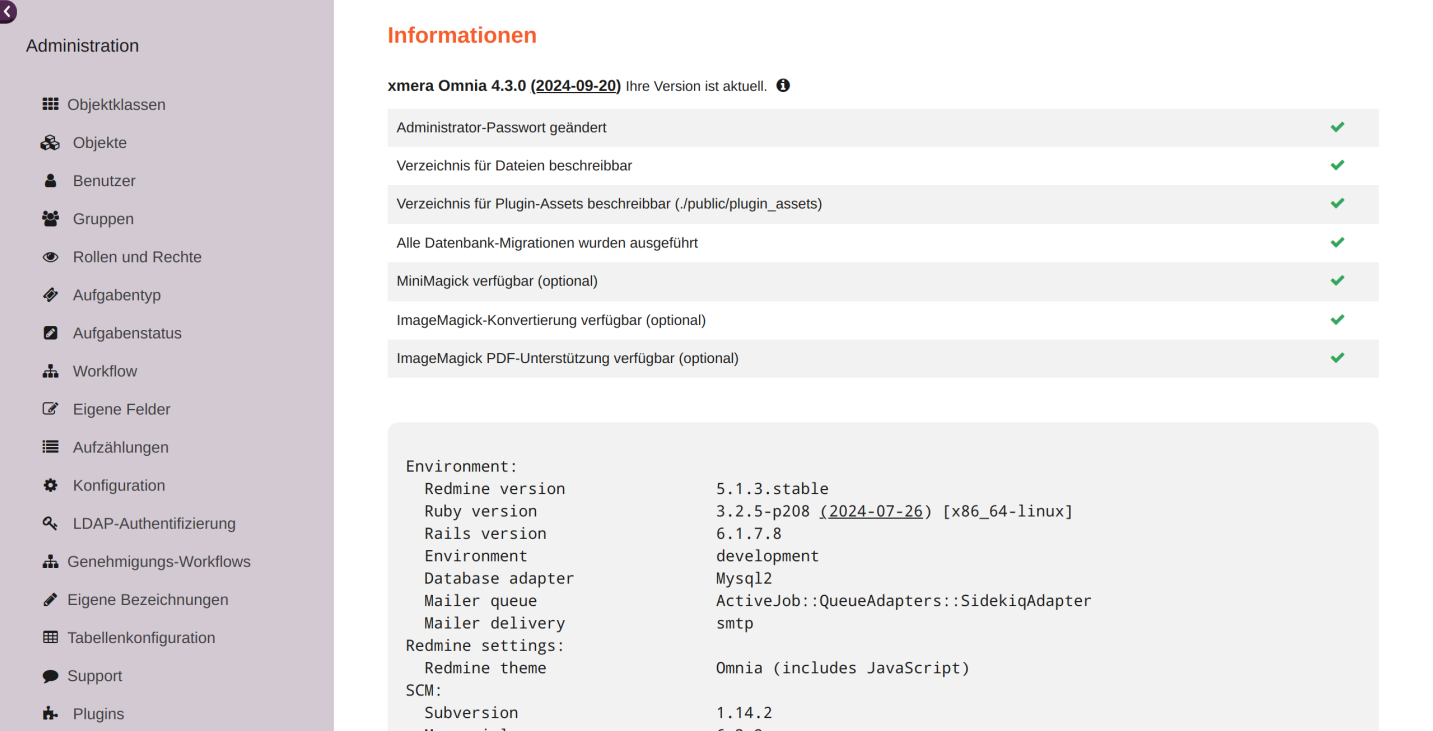 Administration
Objektklassen
Objekte
Benutzer
Gruppen
Rollen und Rechte
Aufgabentyp
Aufgabenstatus
Workflow
Eigene Felder
Aufzählungen
Konfiguration
LDAP-Authentifizierung
Genehmigungs-Workflows
Eigene Bezeichnungen
Tabellenkonfiguration
Support
Plugins
Informationen
xmera Omnia 4.3.0 (2024-09-20) Ihre Version ist aktuell.
Administrator-Passwort geändert
Verzeichnis für Dateien beschreibbar
Verzeichnis für Plugin-Assets beschreibbar (./public/plugin_assets)
Alle Datenbank-Migrationen wurden ausgeführt
MiniMagick verfügbar (optional)
ImageMagick-Konvertierung verfügbar (optional)
ImageMagick PDF-Unterstützung verfügbar (optional)
Environment:
Redmine version 5.1.3.stable
Ruby version 3.2.5-p208 (2024-07-26) [x86_64-linux]
Rails version 6.1.7.8
Environment development
Database adapter Mysql2
Mailer queue ActiveJob::QueueAdapters::SidekiqAdapter
Mailer delivery smtp
Redmine settings:
Redmine theme Omnia (includes JavaScript)
SCM:
Subversion 1.14.2